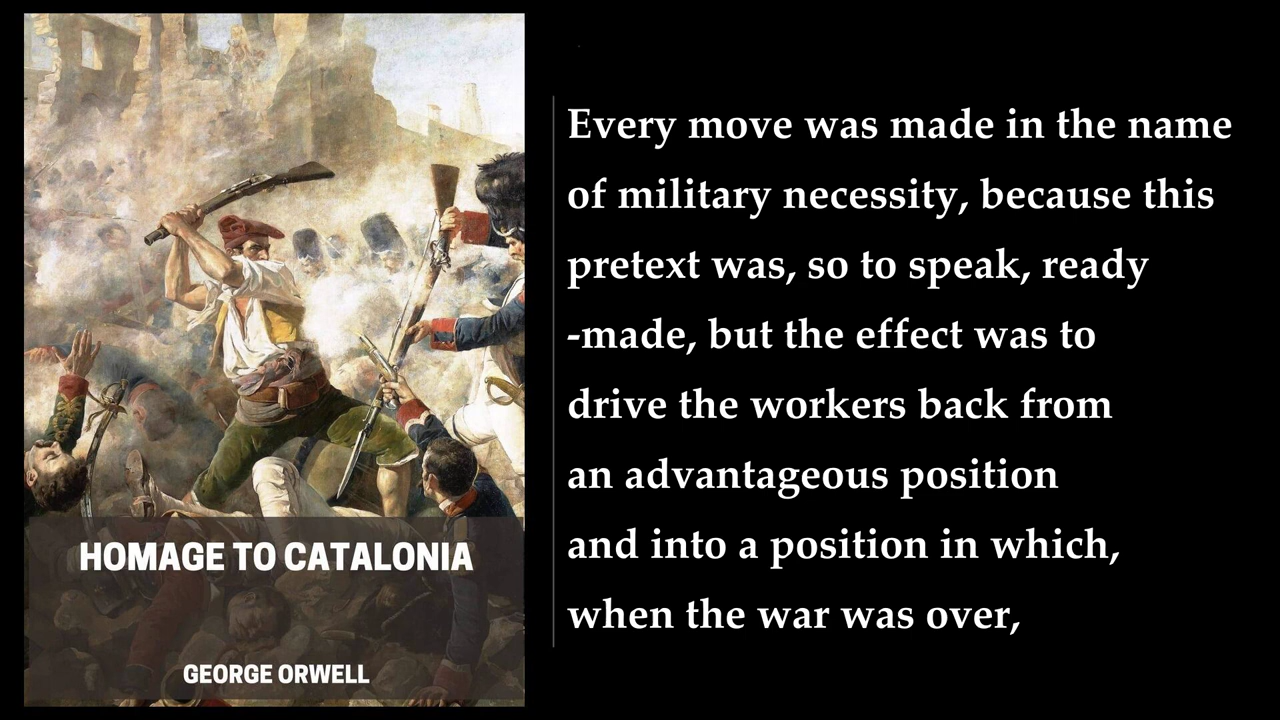 HOMAGE TO CATALONIA
GEORGE ORWELL
Every move was made in the name
of military necessity, because this
pretext was, so to speak, ready
-made, but the effect was to
drive the workers back from
an advantageous position
and into a position in which,
when the war was over,